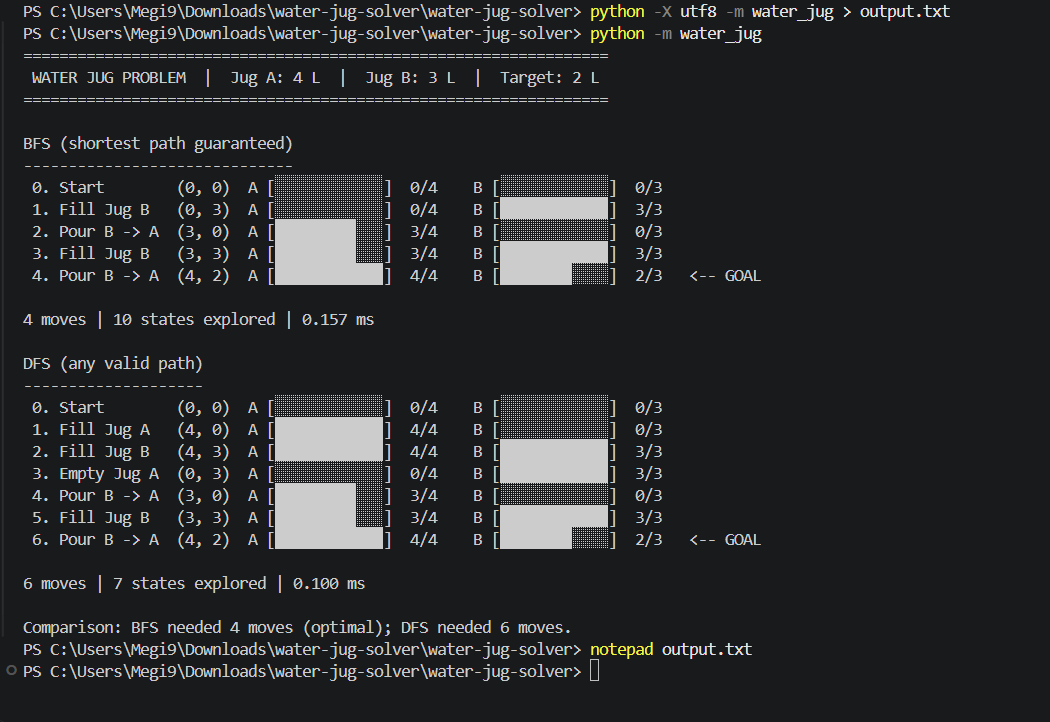 PS C:\Users\Megi9\Downloads\water-jug-solver\water-jug-solver> python -X utf8 -m water_jug > output.txt
PS C:\Users\Megi9\Downloads\water-jug-solver\water-jug-solver> python -m water_jug
=================================================================
 WATER JUG PROBLEM  |  Jug A: 4 L  |  Jug B: 3 L  |  Target: 2 L
=================================================================
BFS (shortest path guaranteed)
------------------------------
 0. Start        (0, 0)  A [░░░░░░░░░░░░]  0/4    B [░░░░░░░░░░░░]  0/3
 1. Fill Jug B   (0, 3)  A [░░░░░░░░░░░░]  0/4    B [████████████]  3/3
 2. Pour B -> A  (3, 0)  A [█████████░░░]  3/4    B [░░░░░░░░░░░░]  0/3
 3. Fill Jug B   (3, 3)  A [█████████░░░]  3/4    B [████████████]  3/3
 4. Pour B -> A  (4, 2)  A [████████████]  4/4    B [████████░░░░]  2/3   <-- GOAL
4 moves | 10 states explored | 0.157 ms
DFS (any valid path)
--------------------
 0. Start        (0, 0)  A [░░░░░░░░░░░░]  0/4    B [░░░░░░░░░░░░]  0/3
 1. Fill Jug A   (4, 0)  A [████████████]  4/4    B [░░░░░░░░░░░░]  0/3
 2. Fill Jug B   (4, 3)  A [████████████]  4/4    B [████████████]  3/3
 3. Empty Jug A  (0, 3)  A [░░░░░░░░░░░░]  0/4    B [████████████]  3/3
 4. Pour B -> A  (3, 0)  A [█████████░░░]  3/4    B [░░░░░░░░░░░░]  0/3
 5. Fill Jug B   (3, 3)  A [█████████░░░]  3/4    B [████████████]  3/3
 6. Pour B -> A  (4, 2)  A [████████████]  4/4    B [████████░░░░]  2/3   <-- GOAL
6 moves | 7 states explored | 0.100 ms
Comparison: BFS needed 4 moves (optimal); DFS needed 6 moves.
PS C:\Users\Megi9\Downloads\water-jug-solver\water-jug-solver> notepad output.txt
PS C:\Users\Megi9\Downloads\water-jug-solver\water-jug-solver>